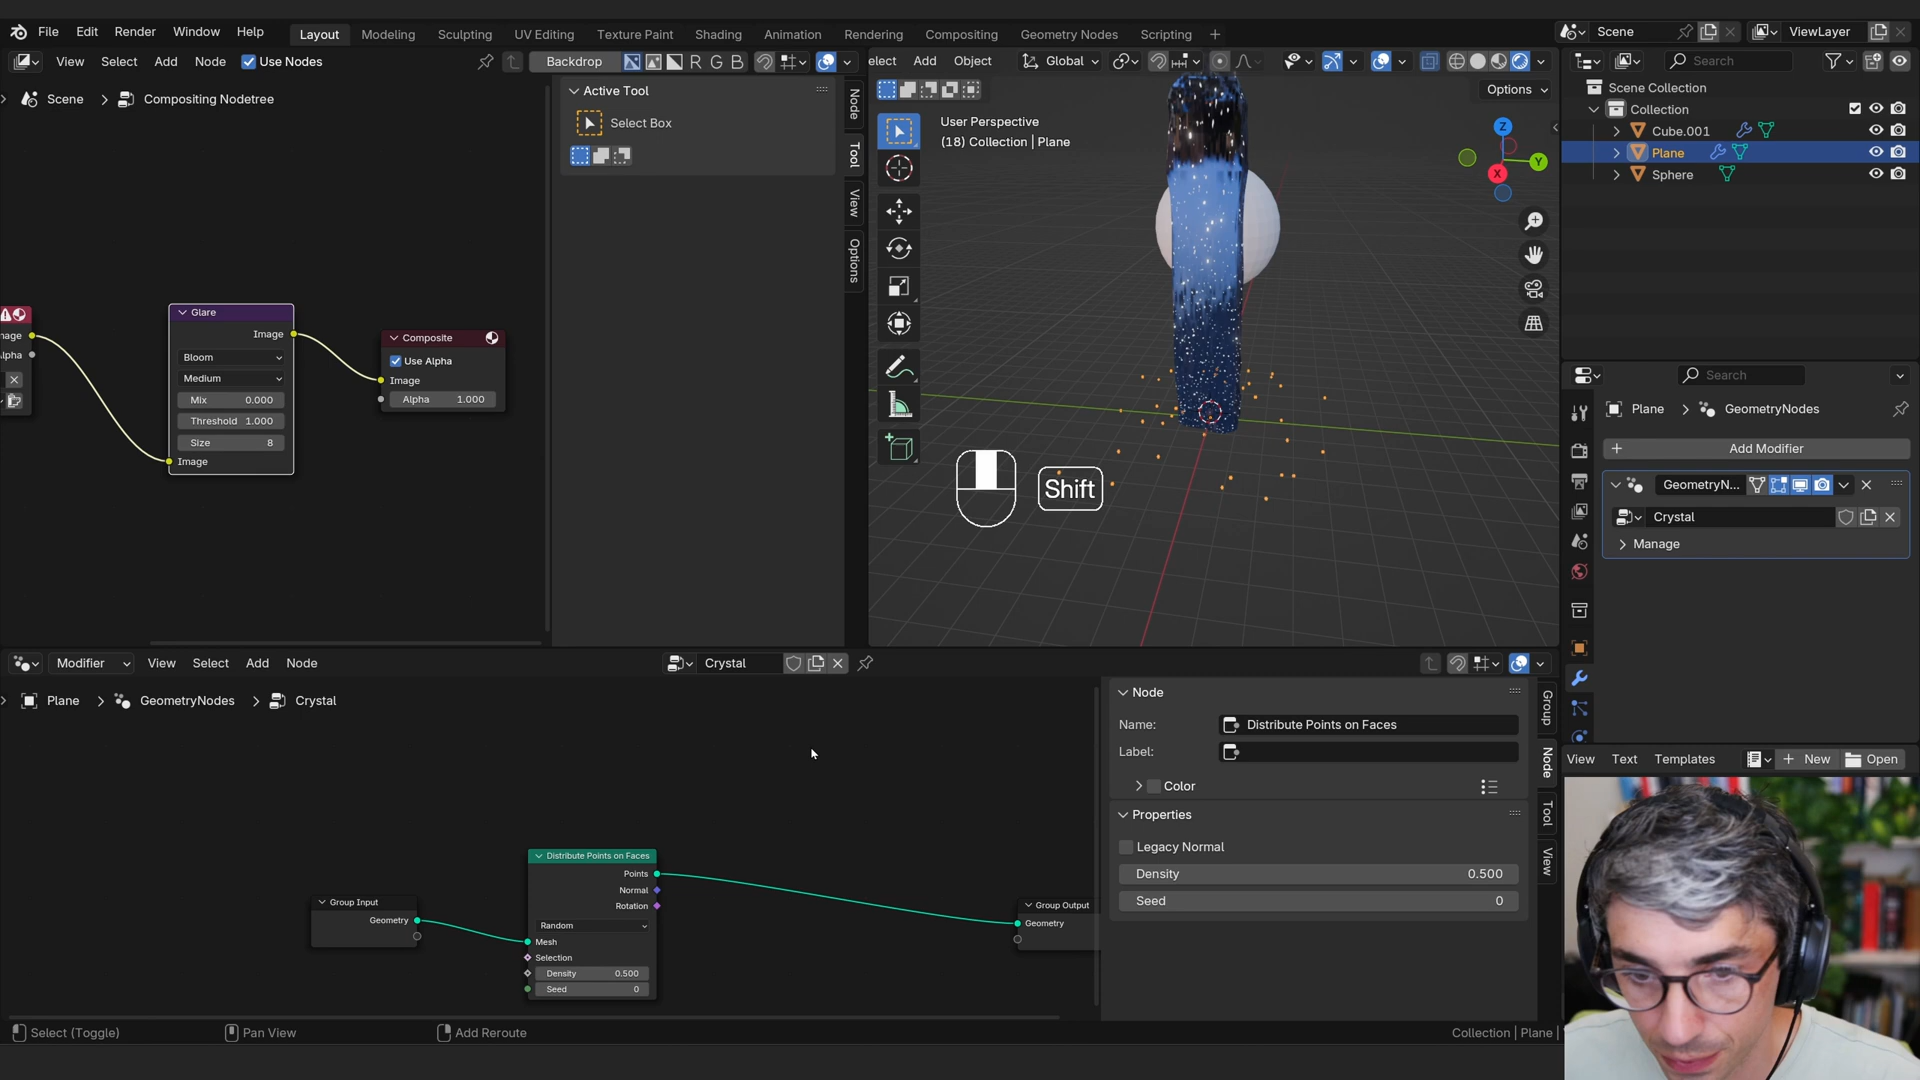 File Edit Render Window Help Layout Modeling Sculpting UV Editing Texture Paint Shading Animation Rendering Compositing Geometry Nodes Scripting + Scene ViewLayer
View Select Add Node Use Nodes Backdrop R G B
elect Add Object Global
Search
Scene > Compositing Nodetree
Active Tool
Select Box
Node
Tool
View
Options
Options
User Perspective
(18) Collection | Plane
Z
Y
X
Scene Collection
Collection
Cube.001
Plane
Sphere
Glare
Image
Bloom
Medium
Mix 0.000
Threshold 1.000
Size 8
Image
mage
lpha
Composite
Use Alpha
Image
Alpha 1.000
Shift
Search
Plane > GeometryNodes
+ Add Modifier
GeometryN...
Crystal
Manage
Modifier View Select Add Node Crystal
Plane > GeometryNodes > Crystal
Group Input
Geometry
Distribute Points on Faces
Points
Normal
Rotation
Random
Mesh
Selection
Density 0.500
Seed 0
Group Output
Geometry
Node
Name: Distribute Points on Faces
Label:
Color
Properties
Legacy Normal
Density 0.500
Seed 0
Group
Node
Tool
View
View Text Templates + New Open
Select (Toggle) Pan View Add Reroute Collection | Plane |